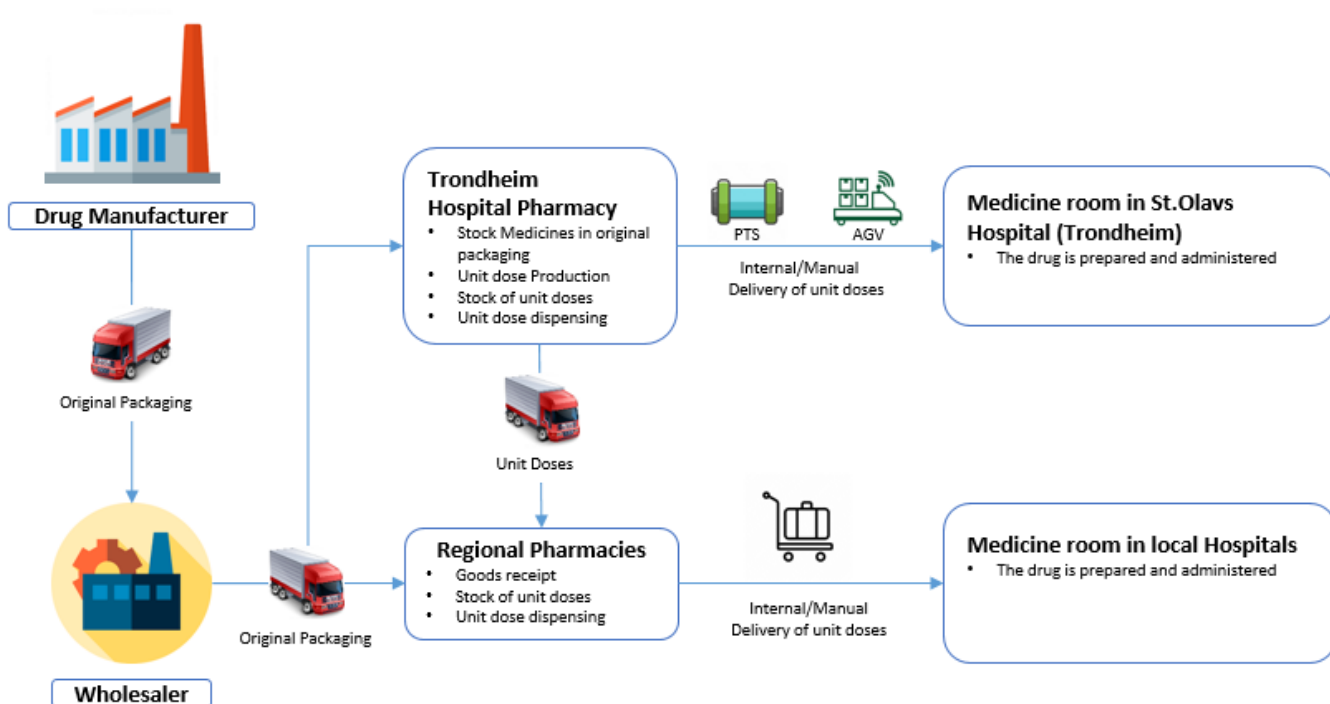 Drug Manufacturer
Original Packaging
Wholesaler
Original Packaging
Trondheim
Hospital Pharmacy
• Stock Medicines in original
packaging
• Unit dose Production
• Stock of unit doses
• Unit dose dispensing
Unit Doses
Regional Pharmacies
• Goods receipt
• Stock of unit doses
• Unit dose dispensing
PTS
AGV
Internal/Manual
Delivery of unit doses
Medicine room in St.Olavs
Hospital (Trondheim)
• The drug is prepared and administered
Internal/Manual
Delivery of unit doses
Medicine room in local Hospitals
• The drug is prepared and administered